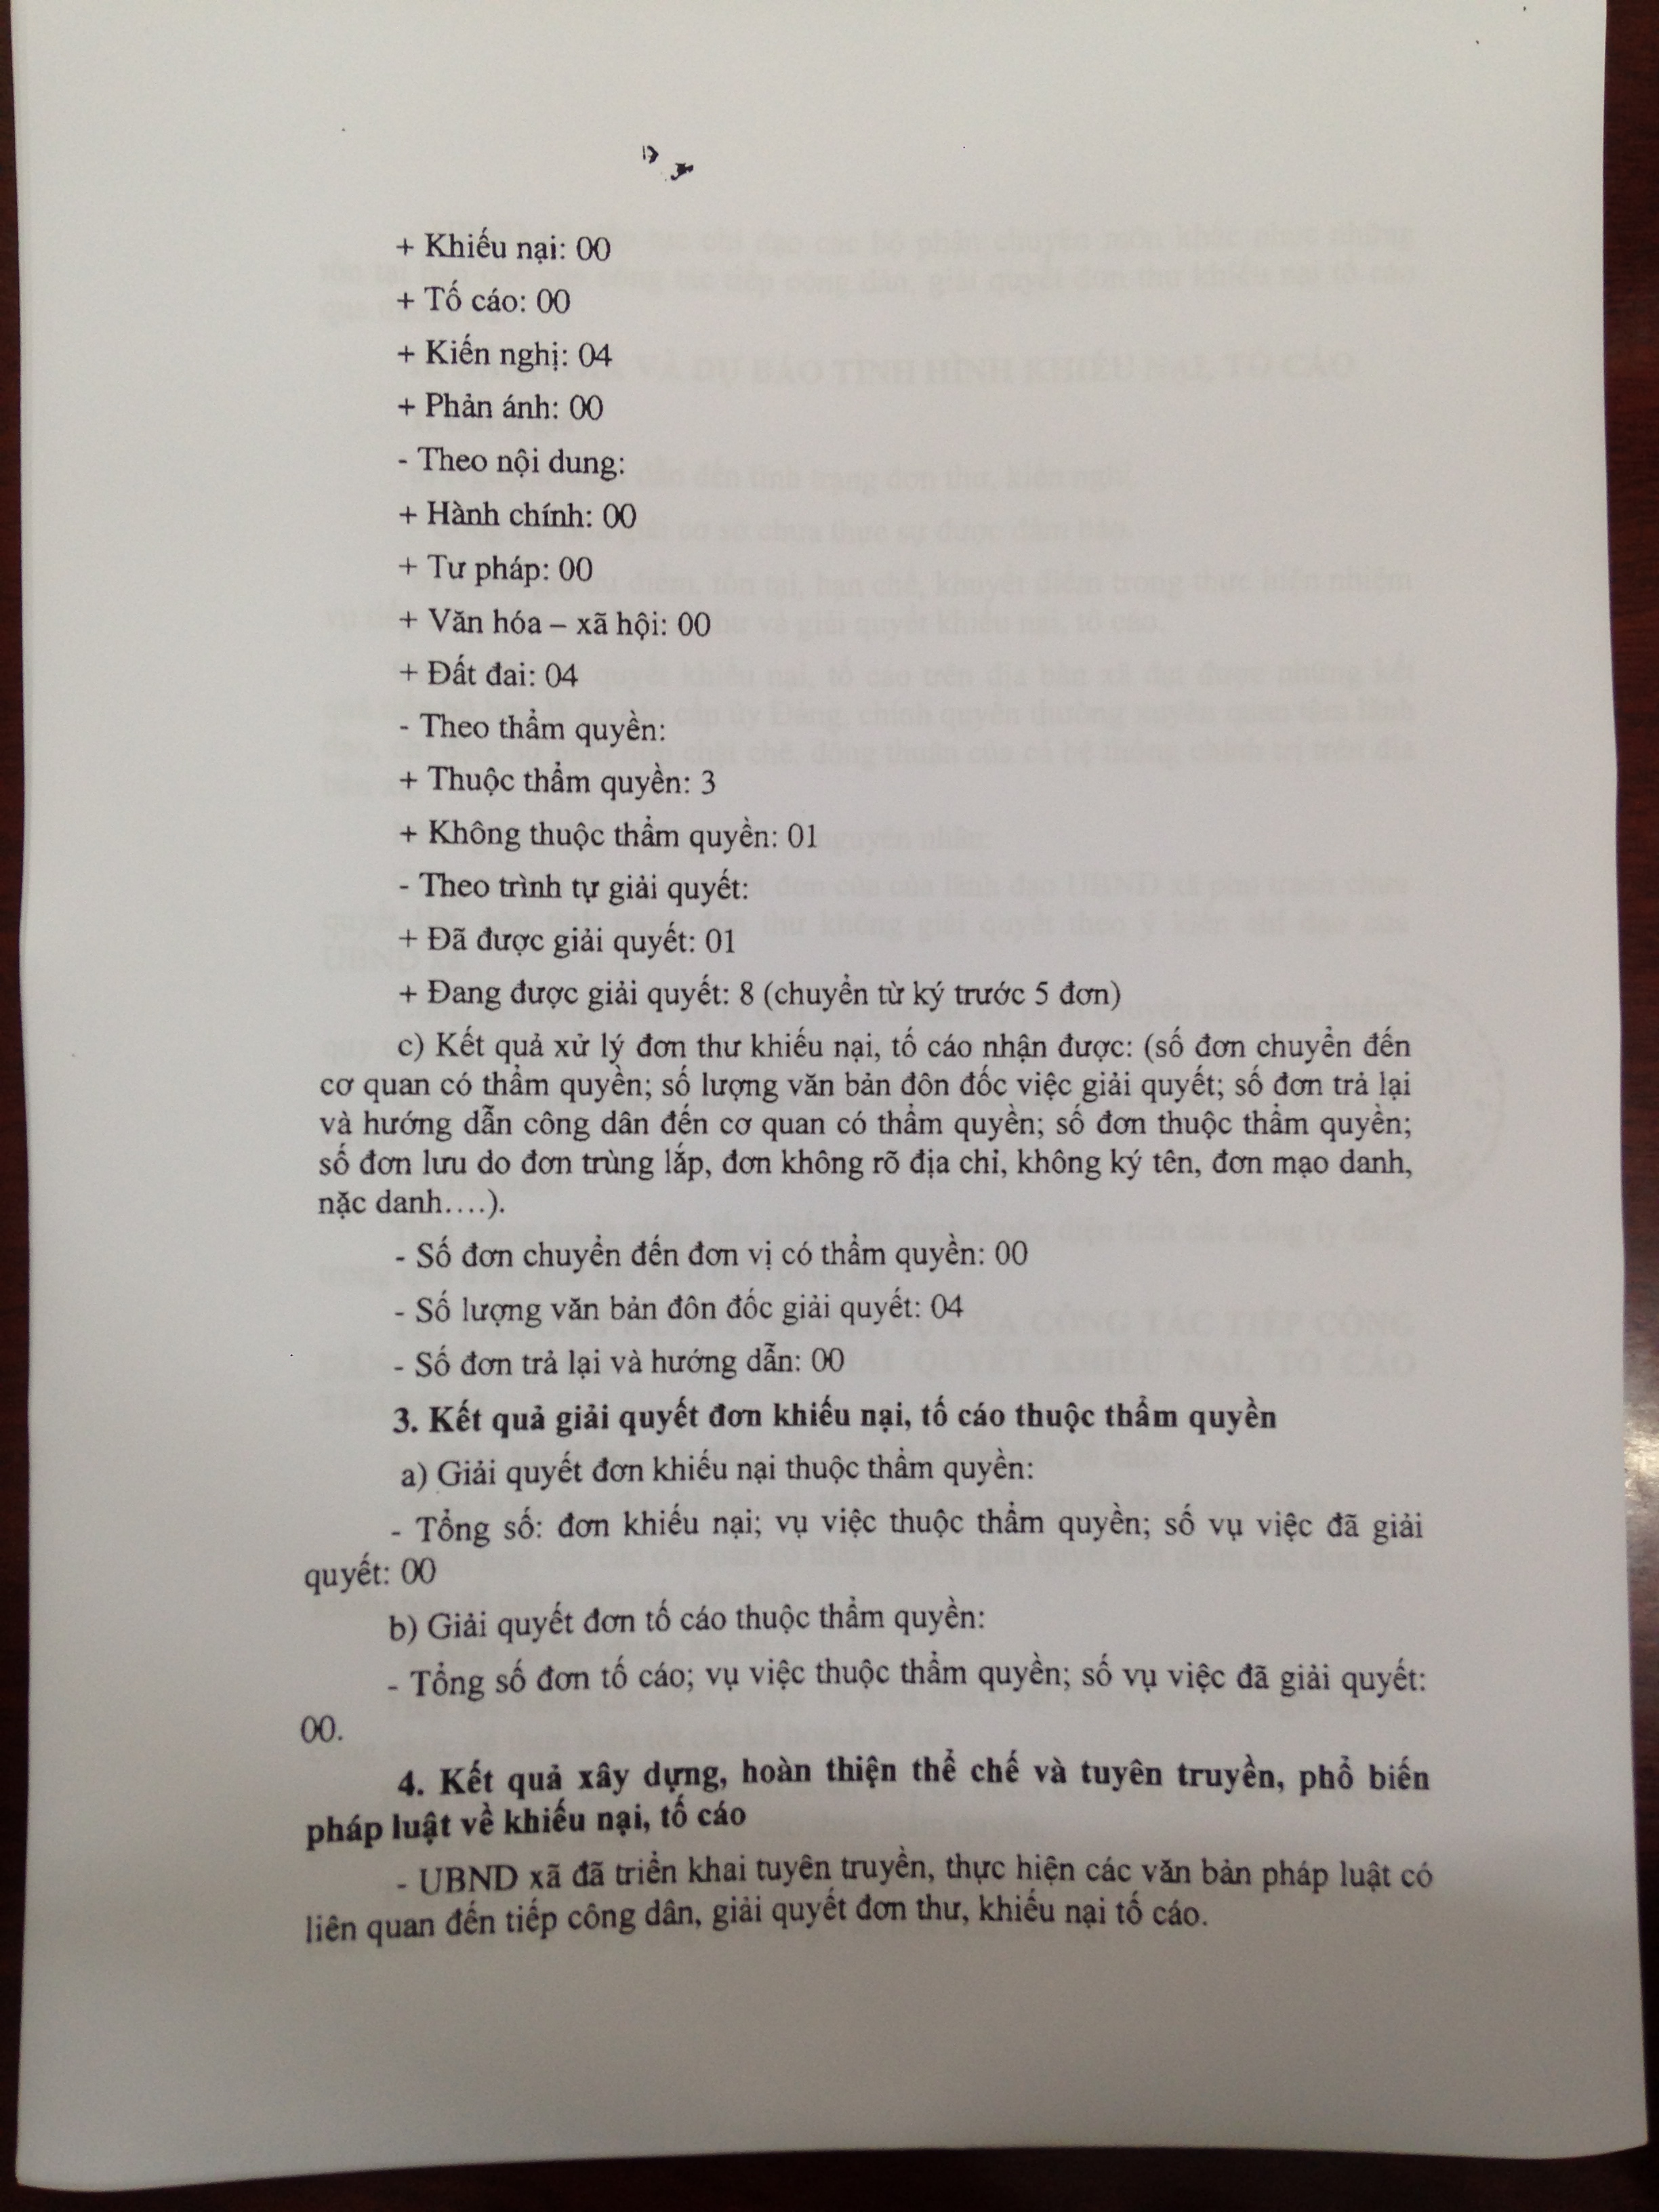 + Khiếu nại: 00
+ Tố cáo: 00
+ Kiến nghị: 04
+ Phản ánh: 00
- Theo nội dung:
+ Hành chính: 00
+ Tư pháp: 00
+ Văn hóa – xã hội: 00
+ Đất đai: 04
- Theo thẩm quyền:
+ Thuộc thẩm quyền: 3
+ Không thuộc thẩm quyền: 01
- Theo trình tự giải quyết:
+ Đã được giải quyết: 01
+ Đang được giải quyết: 8 (chuyển từ ký trước 5 đơn)
c) Kết quả xử lý đơn thư khiếu nại, tố cáo nhận được: (số đơn chuyển đến
cơ quan có thẩm quyền; số lượng văn bản đôn đốc việc giải quyết; số đơn trả lại
và hướng dẫn công dân đến cơ quan có thẩm quyền; số đơn thuộc thẩm quyền;
số đơn lưu do đơn trùng lắp, đơn không rõ địa chỉ, không ký tên, đơn mạo danh,
nặc danh….).
- Số đơn chuyển đến đơn vị có thẩm quyền: 00
- Số lượng văn bản đôn đốc giải quyết: 04
- Số đơn trả lại và hướng dẫn: 00
3. Kết quả giải quyết đơn khiếu nại, tố cáo thuộc thẩm quyền
a) Giải quyết đơn khiếu nại thuộc thẩm quyền:
- Tổng số: đơn khiếu nại; vụ việc thuộc thẩm quyền; số vụ việc đã giải
quyết: 00
b) Giải quyết đơn tố cáo thuộc thẩm quyền:
- Tổng số đơn tố cáo; vụ việc thuộc thẩm quyền; số vụ việc đã giải quyết:
00.
4. Kết quả xây dựng, hoàn thiện thể chế và tuyên truyền, phổ biến
pháp luật về khiếu nại, tố cáo
- UBND xã đã triển khai tuyên truyền, thực hiện các văn bản pháp luật có
liên quan đến tiếp công dân, giải quyết đơn thư, khiếu nại tố cáo.